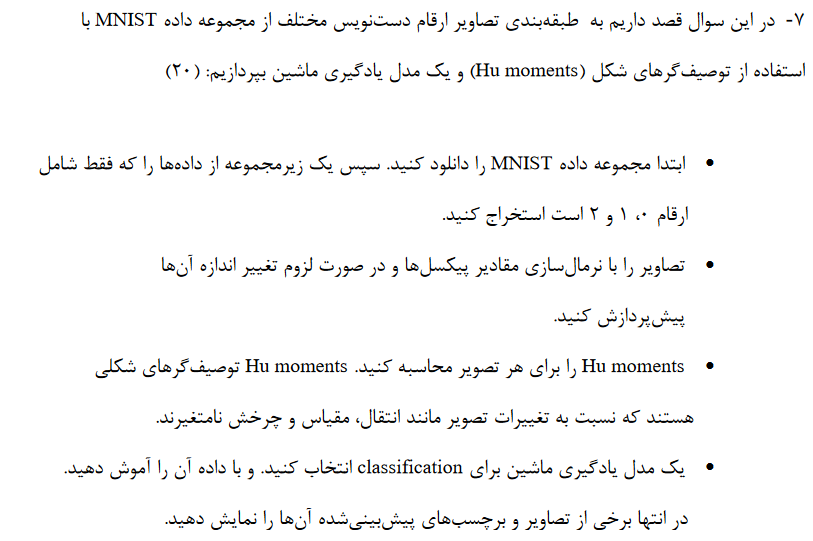 ۷- در این سوال قصد داریم به طبقه‌بندی تصاویر ارقام دست‌نویس مختلف از مجموعه داده MNIST با
استفاده از توصیف‌گرهای شکل (Hu moments) و یک مدل یادگیری ماشین بپردازیم: (۲۰)
• ابتدا مجموعه داده MNIST را دانلود کنید. سپس یک زیرمجموعه از داده‌ها را که فقط شامل
ارقام ۰، ۱ و ۲ است استخراج کنید.
• تصاویر را با نرمال‌سازی مقادیر پیکسل‌ها و در صورت لزوم تغییر اندازه آن‌ها
پیش‌پردازش کنید.
• Hu moments را برای هر تصویر محاسبه کنید. Hu moments توصیف‌گرهای شکلی
هستند که نسبت به تغییرات تصویر مانند انتقال، مقیاس و چرخش نامتغیرند.
• یک مدل یادگیری ماشین برای classification انتخاب کنید. و با داده آن را آموش دهید.
در انتها برخی از تصاویر و برچسب‌های پیش‌بینی‌شده آن‌ها را نمایش دهید.